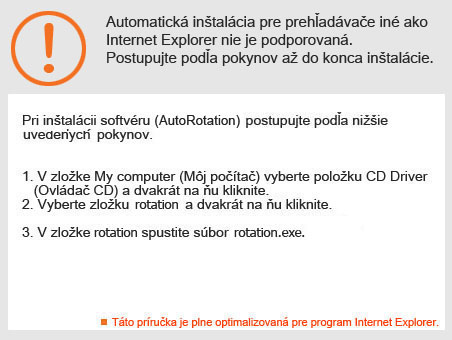 Automatická inštalácia pre prehľadávače iné ako
Internet Explorer nie je podporovaná.
Postupujte podľa pokynov až do konca inštalácie.
Pri inštalácii softvéru (AutoRotation) postupujte podľa nižšie
uvedených pokynov.
1. V zložke My computer (Môj počítač) vyberte položku CD Driver
(Ovládač CD) a dvakrát na ňu kliknite.
2. Vyberte zložku rotation a dvakrát na ňu kliknite.
3. V zložke rotation spustite súbor rotation.exe.
Táto príručka je plne optimalizovaná pre program Internet Explorer.